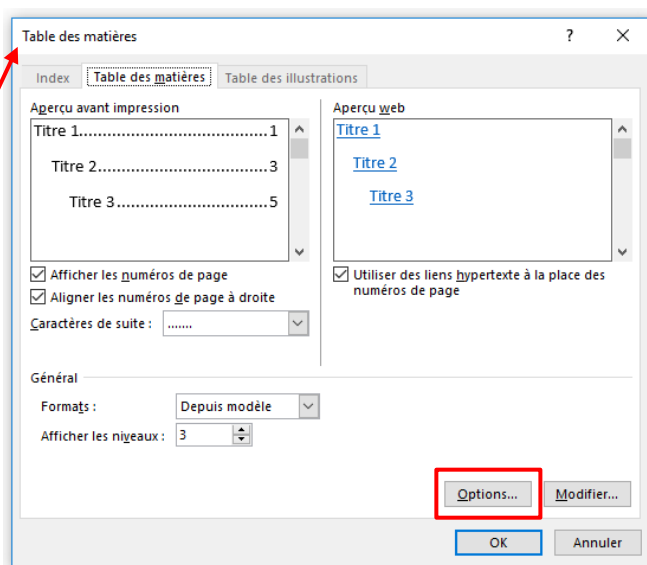 Table des matières
?
Index
Table des matières
Table des illustrations
Aperçu avant impression
Titre 1.......................................1
Titre 2...................................3
Titre 3................................5
Aperçu web
Titre 1
Titre 2
Titre 3
Afficher les numéros de page
Aligner les numéros de page à droite
Caractères de suite : .......
Utiliser des liens hypertexte à la place des
numéros de page
Général
Formats : Depuis modèle
Afficher les niveaux : 3
Options... Modifier...
OK Annuler